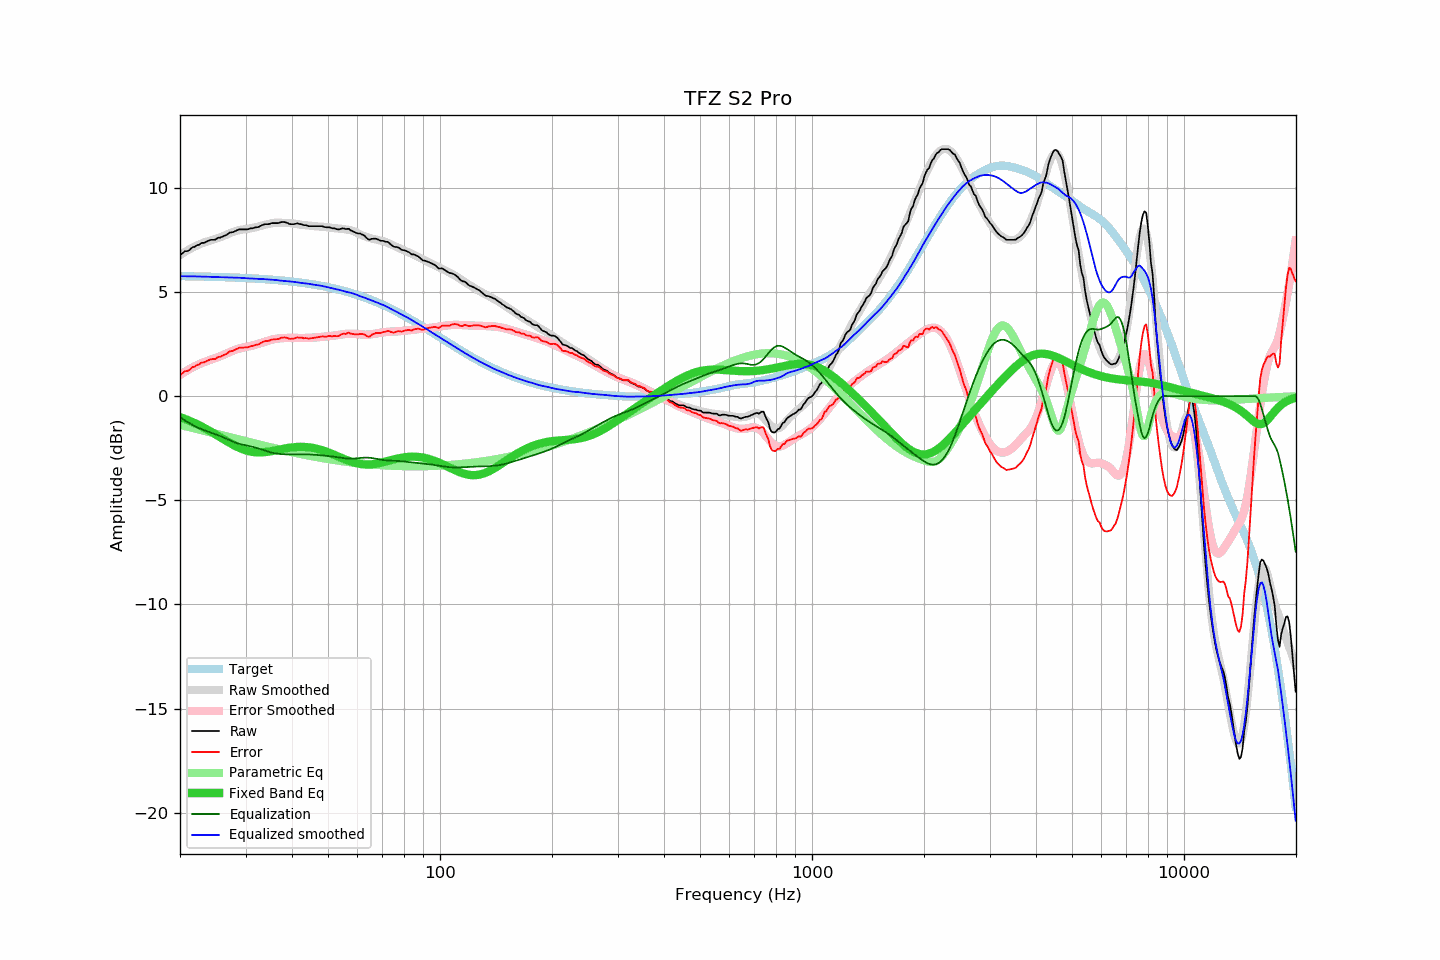 TFZ S2 Pro
10
5
0
−5
−10
−15
−20
Amplitude (dBr)
Target
Raw Smoothed
Error Smoothed
Raw
Error
Parametric Eq
Fixed Band Eq
Equalization
Equalized smoothed
100
1000
10000
Frequency (Hz)